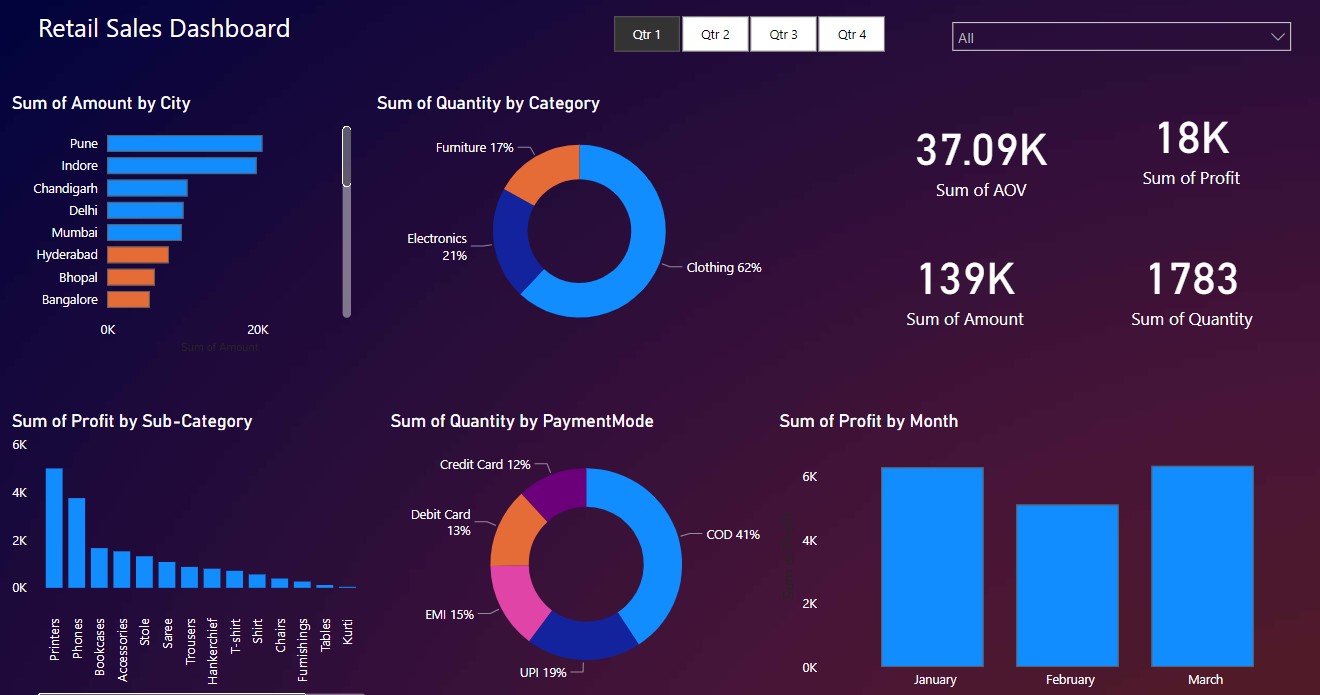 Retail Sales Dashboard
Qtr 1
Qtr 2
Qtr 3
Qtr 4
All
Sum of Amount by City
Pune
Indore
Chandigarh
Delhi
Mumbai
Hyderabad
Bhopal
Bangalore
0K
20K
Sum of Amount
Sum of Quantity by Category
Furniture 17%
Electronics
21%
Clothing 62%
37.09K
Sum of AOV
18K
Sum of Profit
139K
Sum of Amount
1783
Sum of Quantity
Sum of Profit by Sub-Category
6K
4K
2K
0K
Printers
Phones
Bookcases
Accessories
Stole
Saree
Trousers
Hankerchief
T-shirt
Shirt
Chairs
Furnishings
Tables
Kurti
Sum of Quantity by PaymentMode
Credit Card 12%
Debit Card
13%
COD 41%
EMI 15%
UPI 19%
Sum of Profit by Month
6K
4K
2K
0K
January
February
March